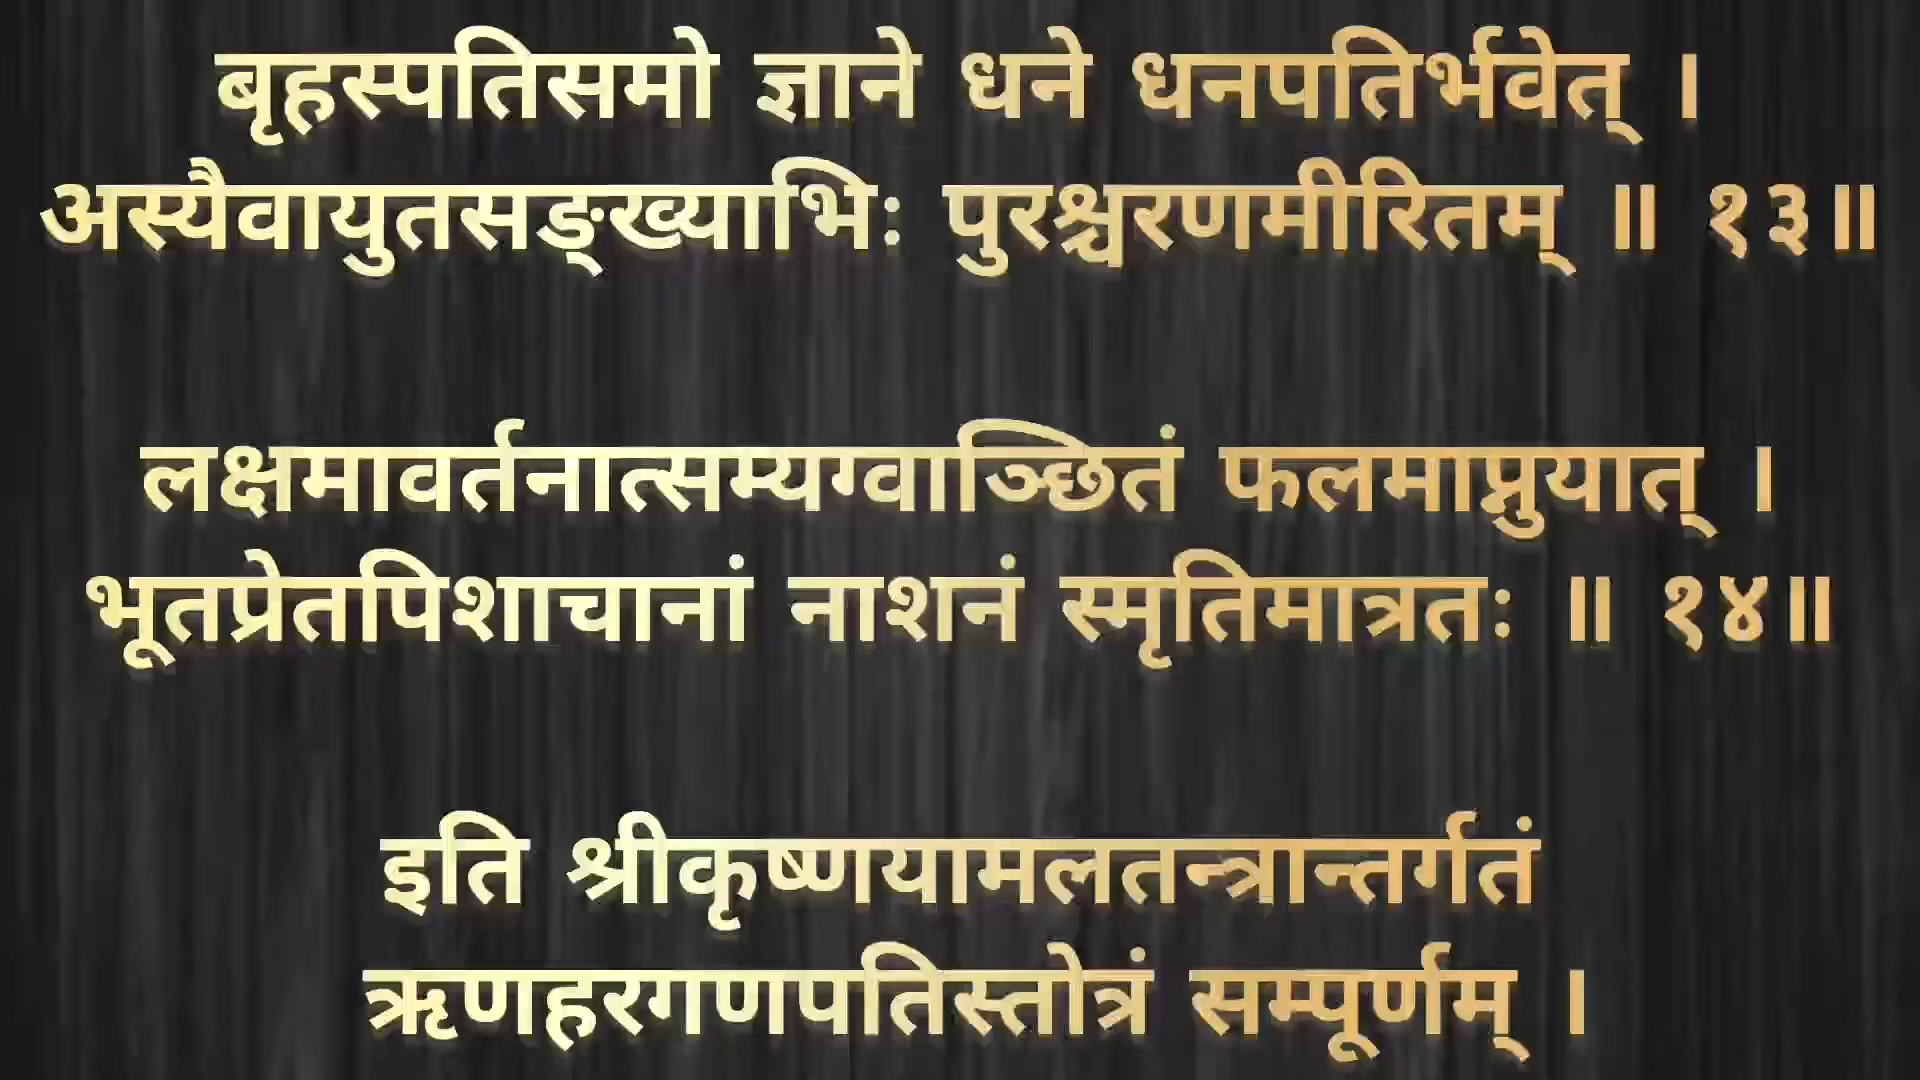 बृहस्पतिसमो ज्ञाने धने धनपतिर्भवेत् ।
अस्यैवायुतसङ्ख्याभिः पुरश्चरणमीरितम् ॥ १३॥
लक्षमावर्तनात्सम्यग्वाञ्छितं फलमाप्नुयात् ।
भूतप्रेतपिशाचानां नाशनं स्मृतिमात्रतः ॥ १४॥
इति श्रीकृष्णयामलतन्त्रान्तर्गतं
ऋणहरगणपतिस्तोत्रं सम्पूर्णम् ।